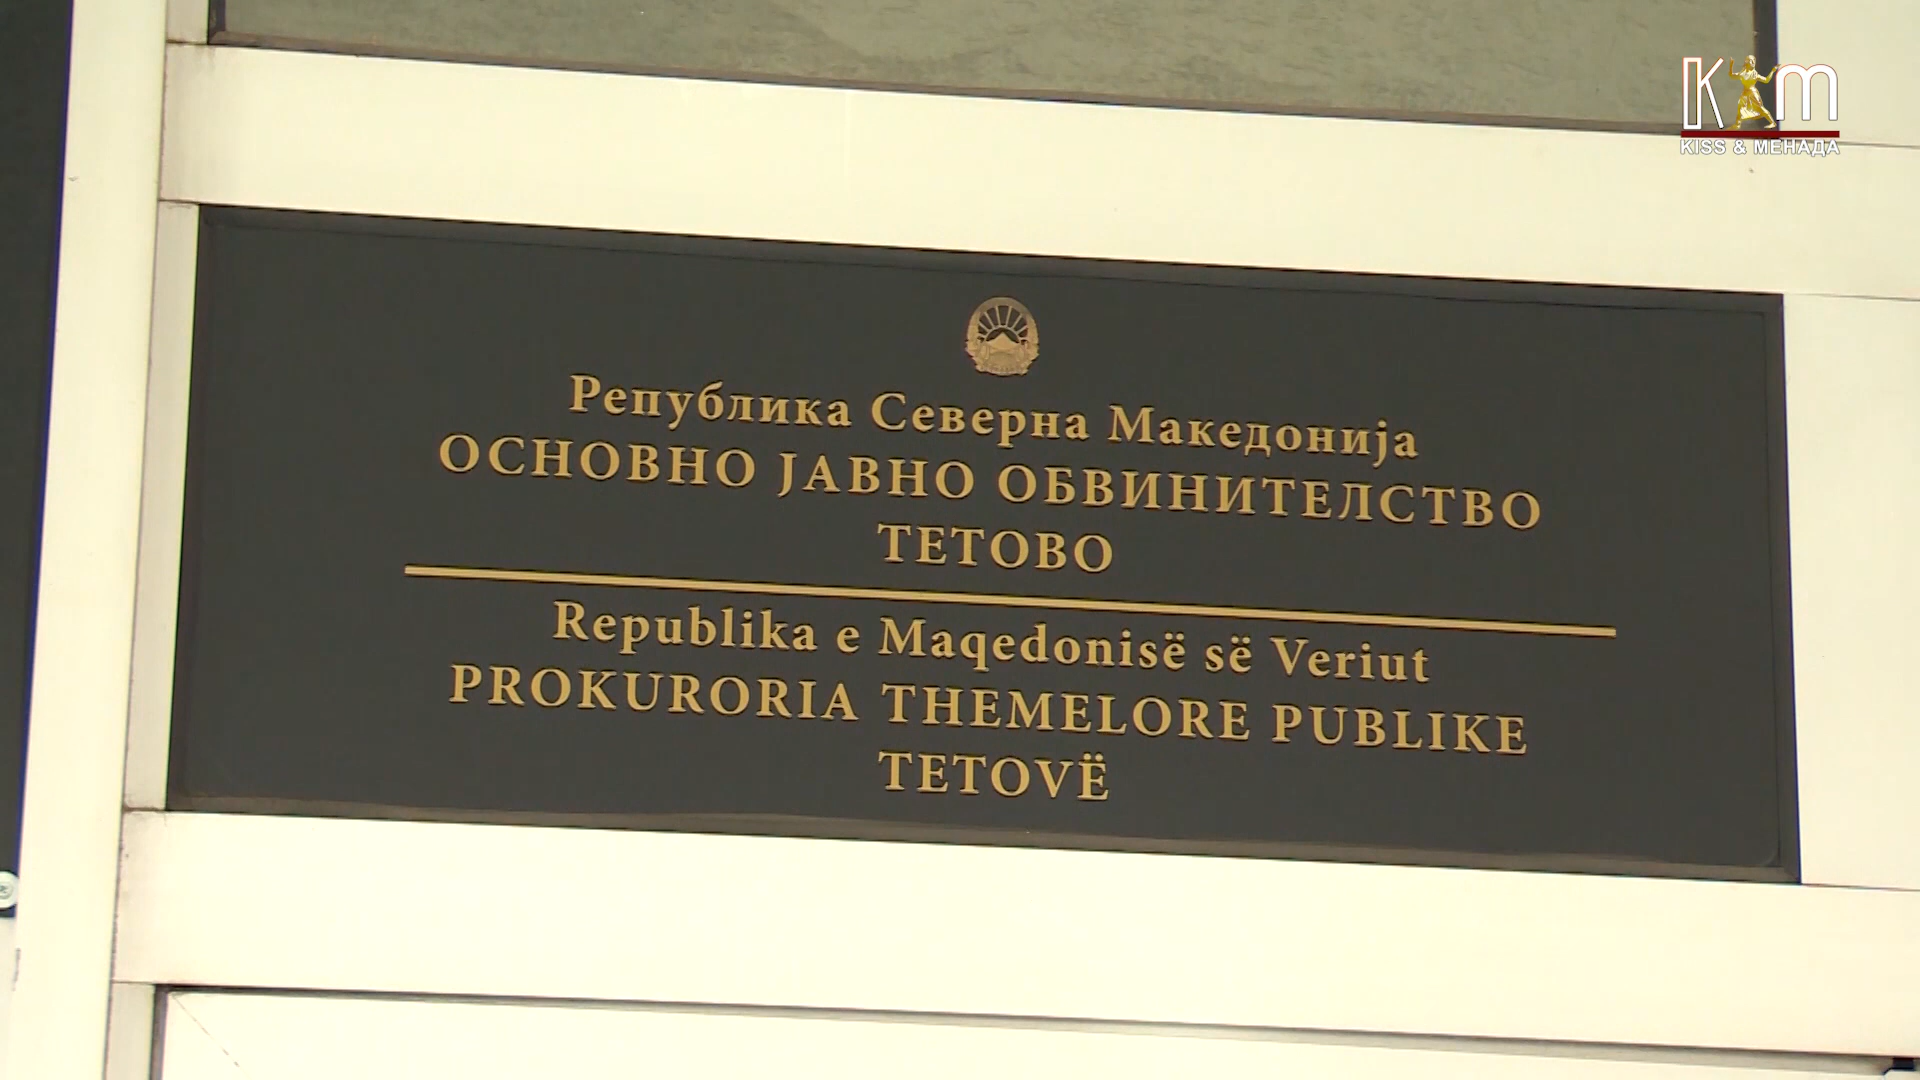 K m
KISS & МЕНАДА
Република Северна Македонија
ОСНОВНО ЈАВНО ОБВИНИТЕЛСТВО
ТЕТОВО
Republika e Maqedonisë së Veriut
PROKURORIA THEMELORE PUBLIKE
TETOVË